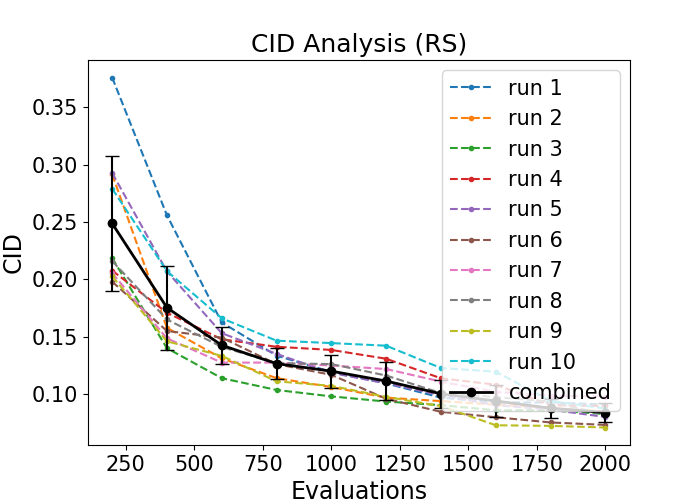 CID Analysis (RS)
CID
0.35
0.30
0.25
0.20
0.15
0.10
run 1
run 2
run 3
run 4
run 5
run 6
run 7
run 8
run 9
run 10
combined
250 500 750 1000 1250 1500 1750 2000
Evaluations